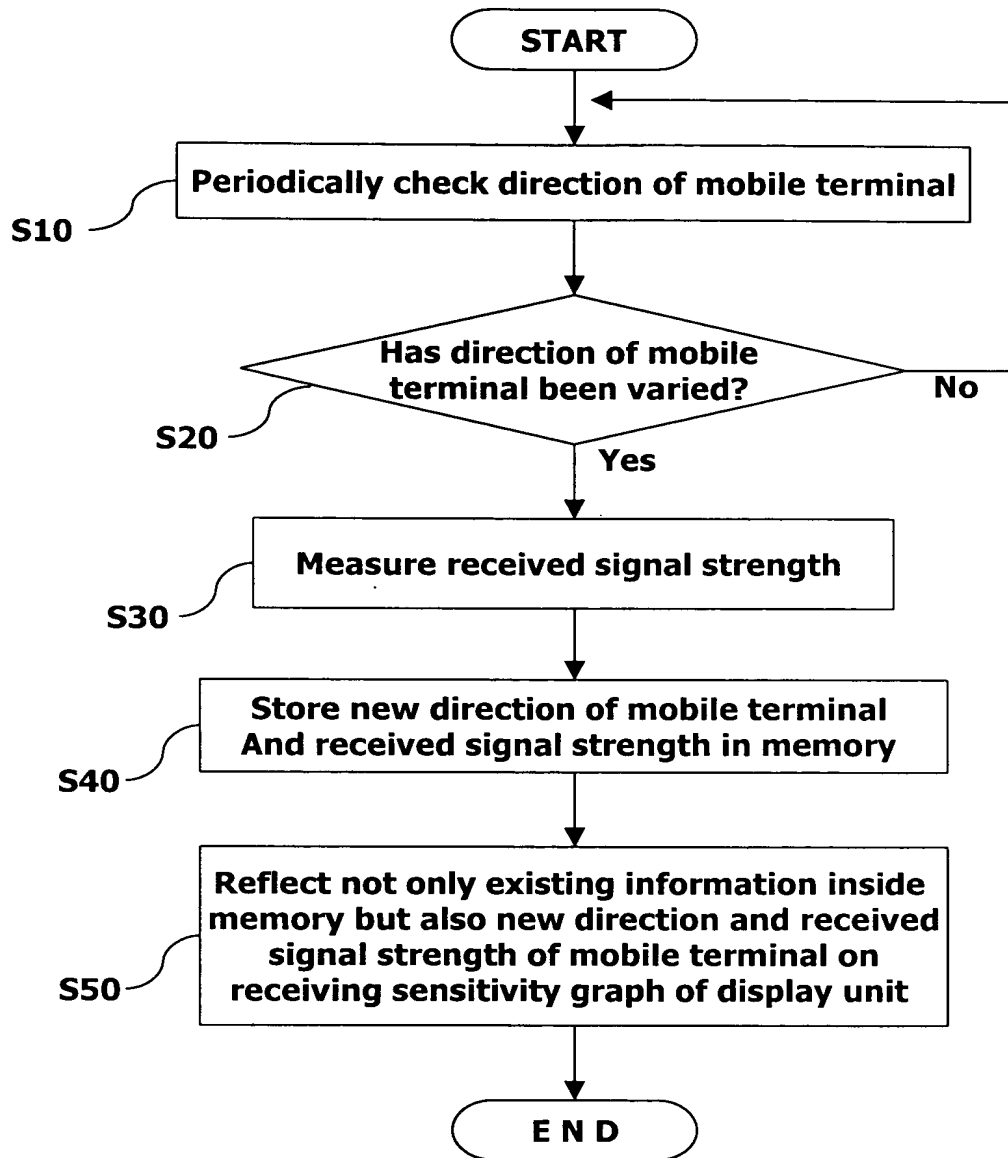 START
Periodically check direction of mobile terminal
S10
Has direction of mobile
terminal been varied?
No
S20
Yes
Measure received signal strength
S30
Store new direction of mobile terminal
And received signal strength in memory
S40
Reflect not only existing information inside
memory but also new direction and received
signal strength of mobile terminal on
receiving sensitivity graph of display unit
S50
E N D